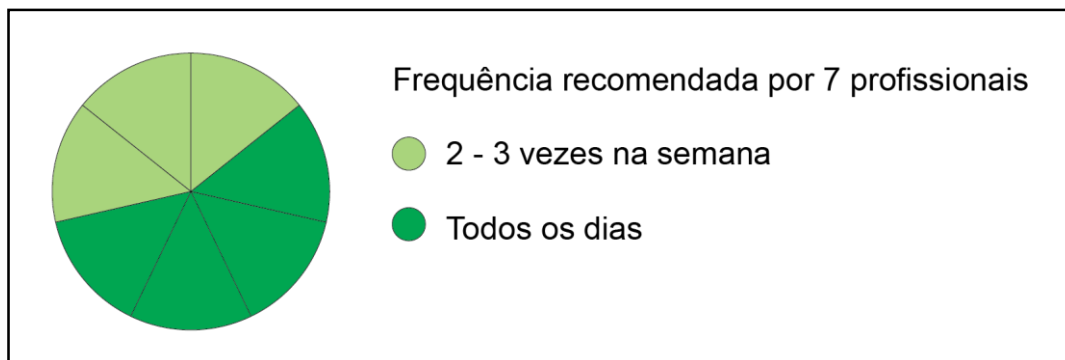 Frequência recomendada por 7 profissionais
2 - 3 vezes na semana
Todos os dias